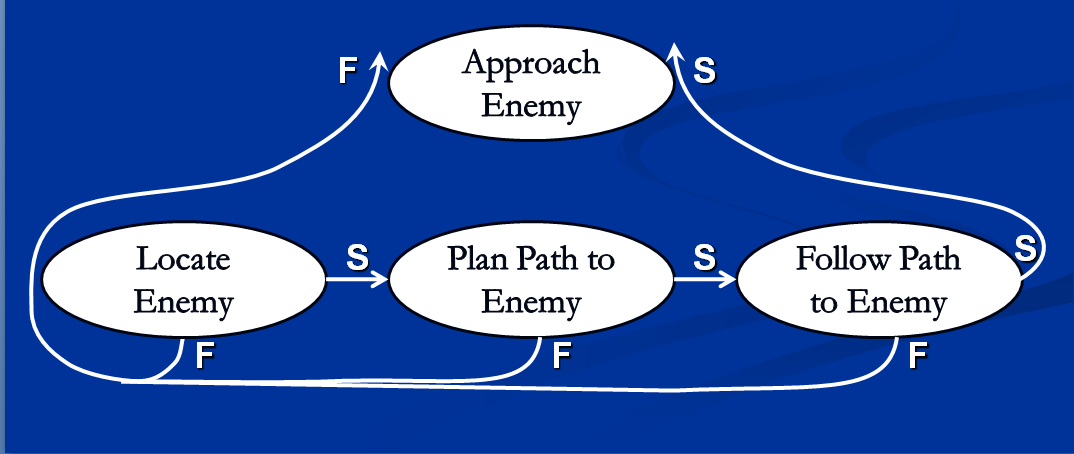 F
Approach
Enemy
S
Locate
Enemy
S
Plan Path to
Enemy
S
Follow Path
to Enemy
S
F
F
F